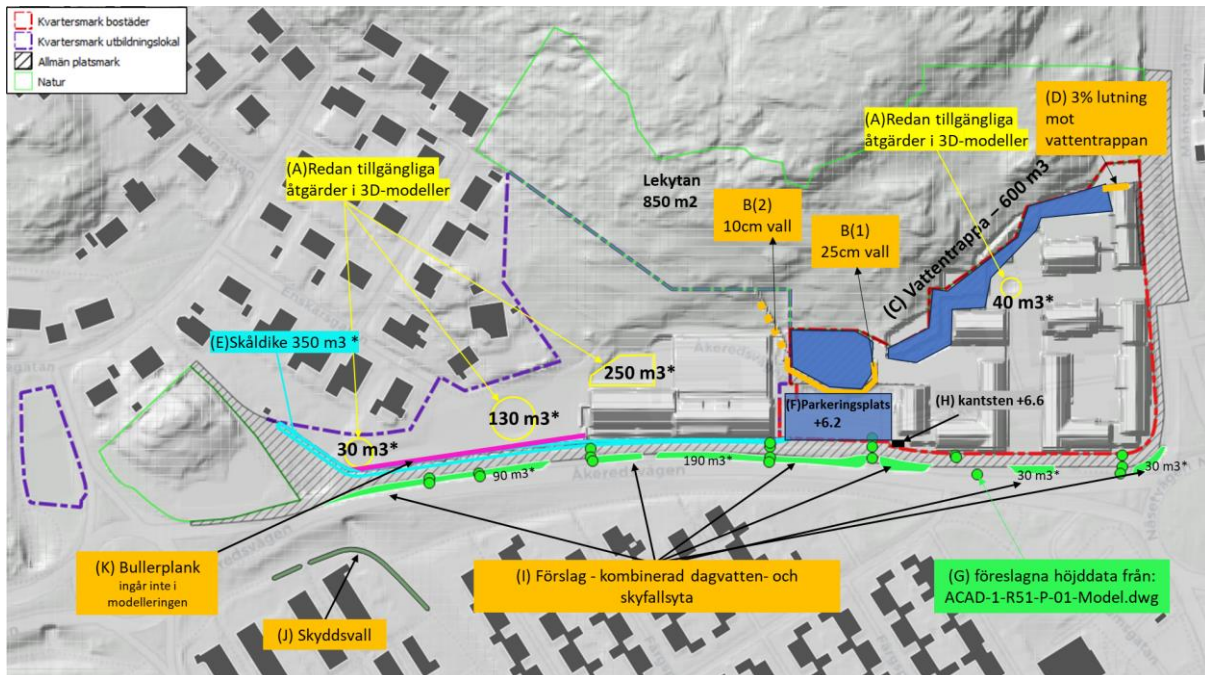 Kvartersmark bostäder
Kvartersmark utbildningslokal
Allmän platsmark
Natur
(A)Redan tillgängliga
åtgärder i 3D-modeller
Lekytan
850 m2
B(2)
10cm vall
B(1)
25cm vall
(A)Redan tillgängliga
åtgärder i 3D-modeller
(D) 3% lutning
mot
vattentrappan
(C) Vattentrappa – 600 m3
40 m3*
(E)Skåldike 350 m3 *
250 m3*
130 m3*
30 m3*
(F)Parkeringsplats
+6.2
(H) kantsten +6.6
Åkeredsvägen
90 m3*
190 m3*
30 m3*
30 m3*
Åkeredsvägen
(K) Bullerplank
ingår inte i
modelleringen
(J) Skyddsvall
(I) Förslag - kombinerad dagvatten- och
skyfallsyta
(G) föreslagna höjddata från:
ACAD-1-R51-P-01-Model.dwg